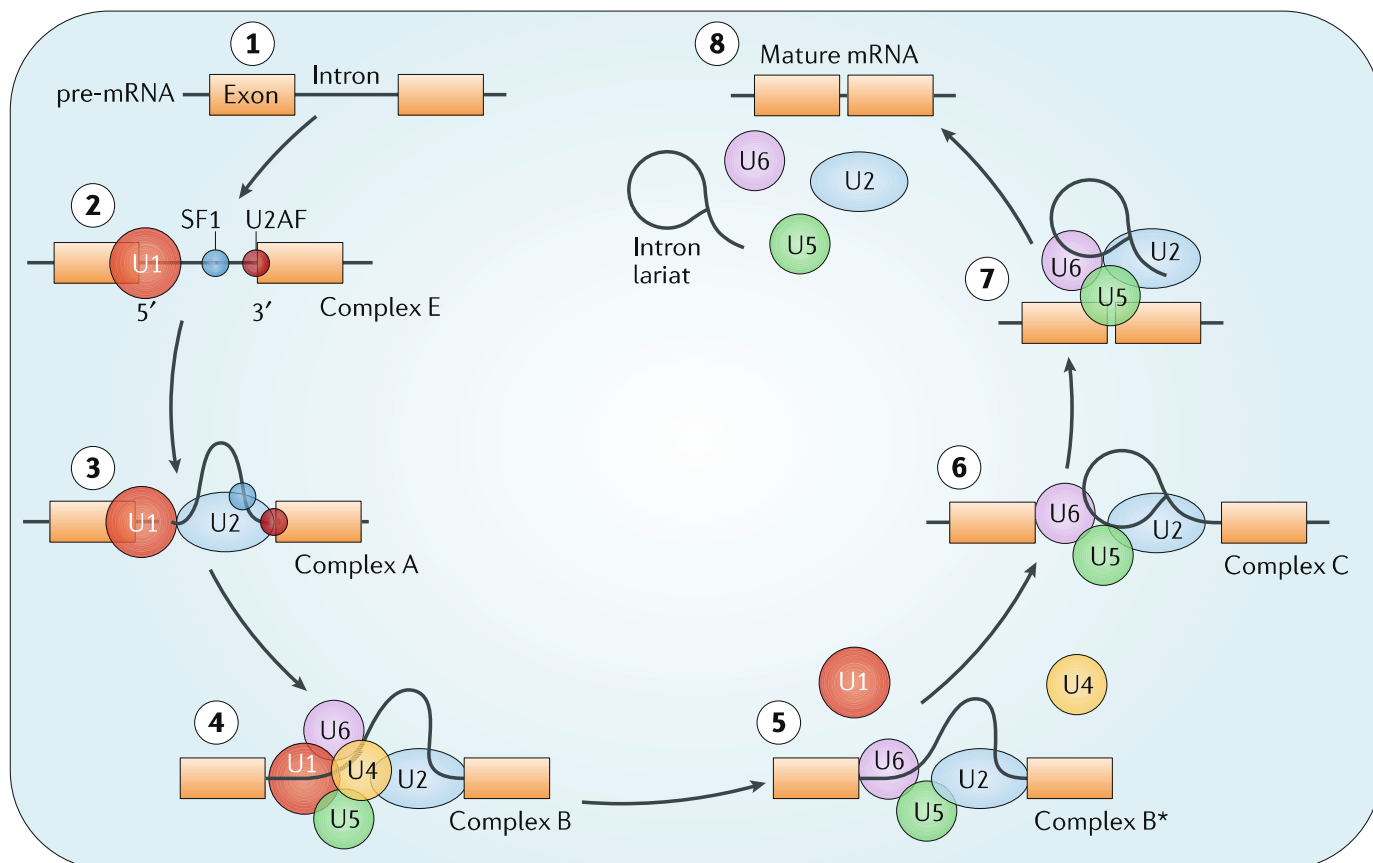 1
pre-mRNA
Exon
Intron
2
SF1
U2AF
U1
5′
3′
Complex E
3
U1
U2
Complex A
4
U6
U1
U4
U2
U5
Complex B
5
U1
U4
U6
U2
U5
Complex B*
6
U6
U2
U5
Complex C
7
U6
U2
U5
8
Mature mRNA
U6
U2
U5
Intron
lariat